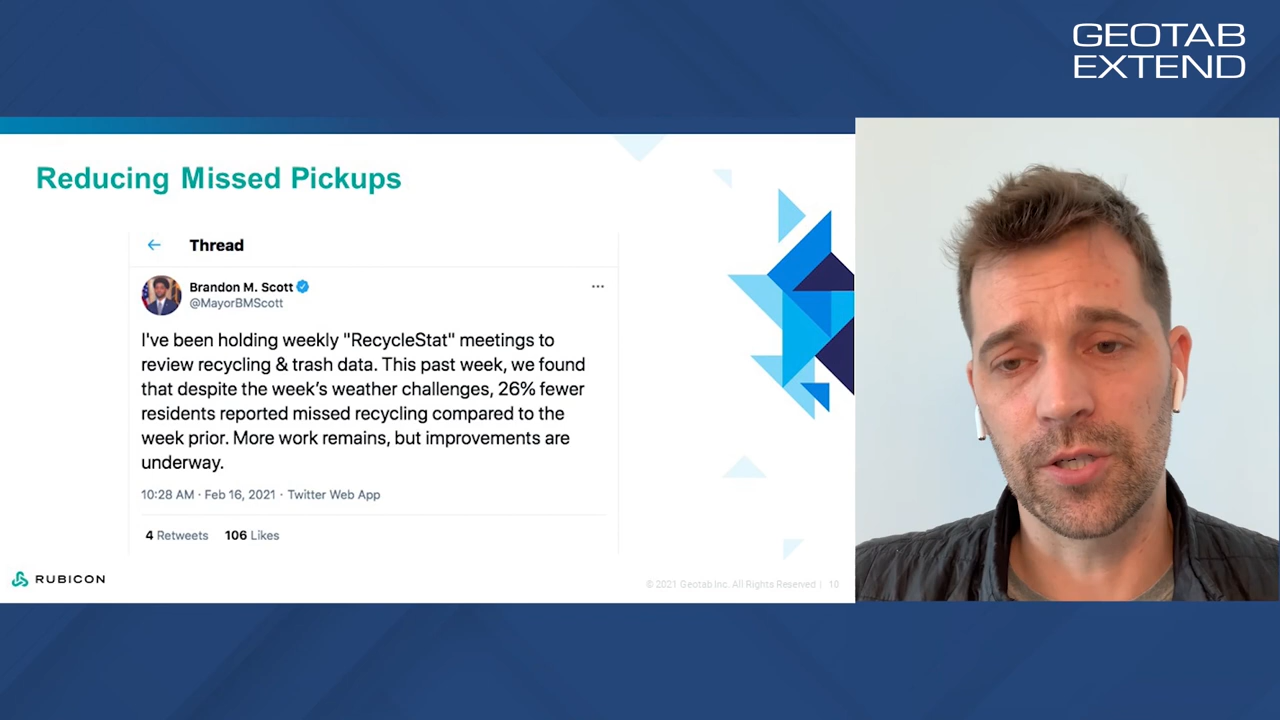 GEOTAB
EXTEND
Reducing Missed Pickups
Thread
Brandon M. Scott
@MayorBMScott
I've been holding weekly "RecycleStat" meetings to
review recycling & trash data. This past week, we found
that despite the week’s weather challenges, 26% fewer
residents reported missed recycling compared to the
week prior. More work remains, but improvements are
underway.
10:28 AM · Feb 16, 2021 · Twitter Web App
4 Retweets 106 Likes
RUBICON
© 2021 Geotab Inc. All Rights Reserved | 10